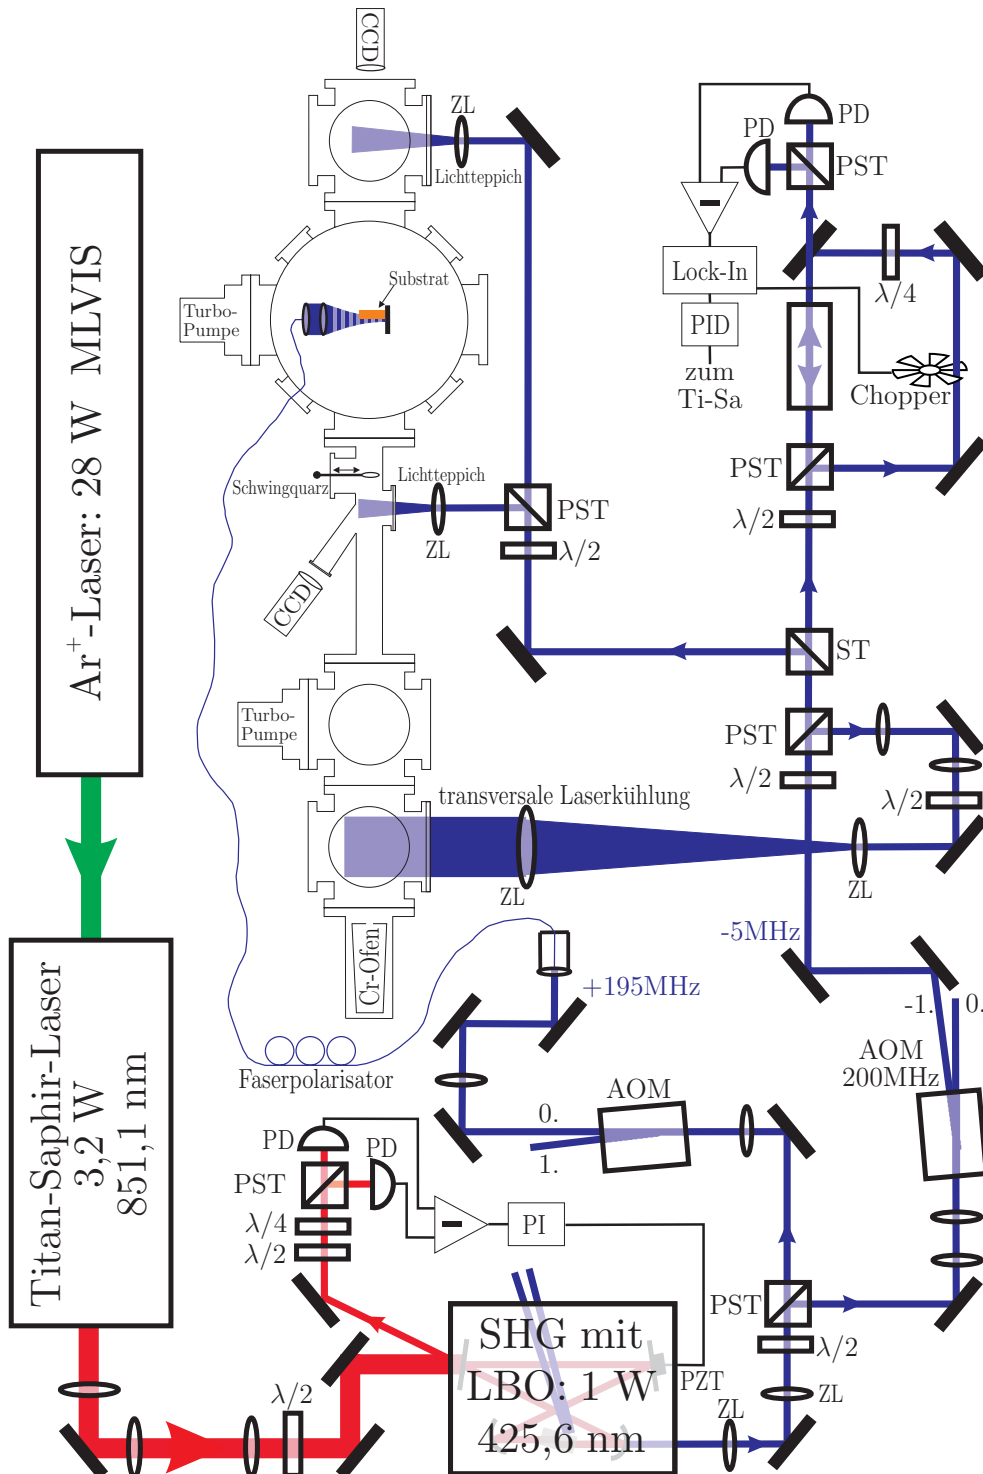 CCD
ZL
Lichtteppich
PD
PD
PST
Lock-In
PID
zum
Ti-Sa
λ/4
Chopper
Substrat
Turbo-
Pumpe
Ar⁺-Laser: 28 W MLVIS
Schwingquarz
Lichtteppich
ZL
PST
λ/2
CCD
PST
λ/2
ST
PST
λ/2
λ/2
Turbo-
Pumpe
transversale Laserkühlung
ZL
ZL
Cr-Ofen
-5MHz
+195MHz
-1.
0.
AOM
200MHz
Faserpolarisator
AOM
0.
1.
Titan-Saphir-Laser
3,2 W
851,1 nm
PD
PD
PST
λ/4
λ/2
PI
PST
λ/2
SHG mit
LBO: 1 W
425,6 nm
PZT
ZL
ZL
λ/2